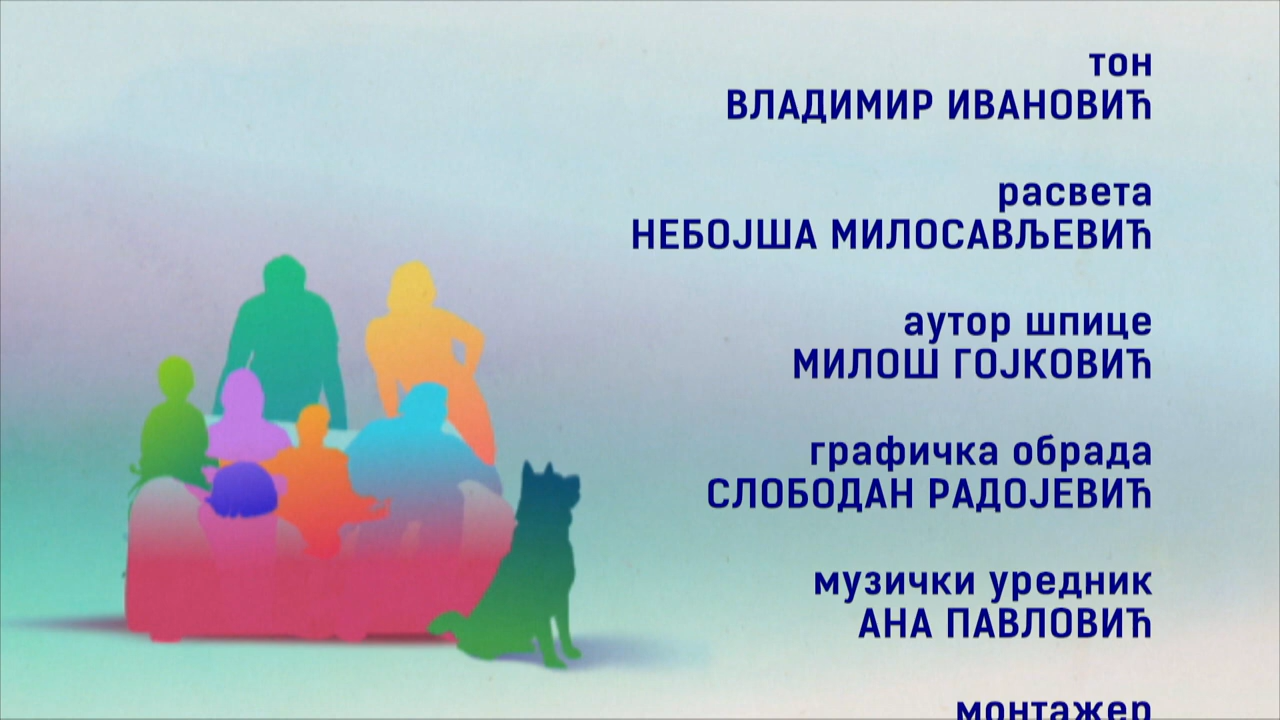 тон
ВЛАДИМИР ИВАНОВИЋ
расвета
НЕБОЈША МИЛОСАВЉЕВИЋ
аутор шпице
МИЛОШ ГОЈКОВИЋ
графичка обрада
СЛОБОДАН РАДОЈЕВИЋ
музички уредник
АНА ПАВЛОВИЋ
монтажер